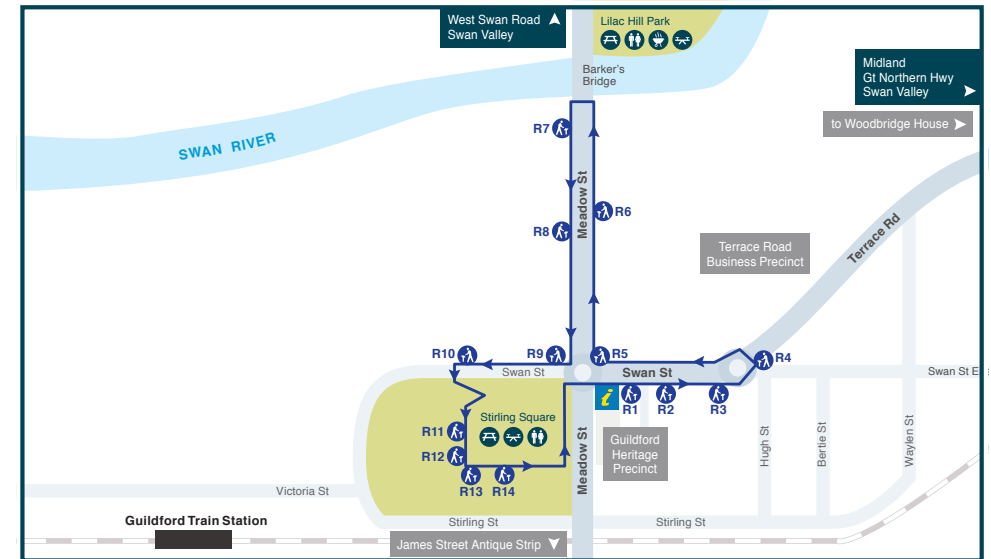 West Swan Road
Swan Valley
Lilac Hill Park
Barker's
Bridge
Midland
Gt Northern Hwy
Swan Valley
to Woodbridge House
SWAN RIVER
R7
Meadow St
R6
R8
Terrace Rd
Terrace Road
Business Precinct
R10
R9
R5
R4
Swan St
Swan St
Swan St E
i
R1
R2
R3
Stirling Square
R11
R12
R13
R14
Meadow St
Guildford
Heritage
Precinct
Hugh St
Bertie St
Waylen St
Victoria St
Guildford Train Station
Stirling St
Stirling St
James Street Antique Strip